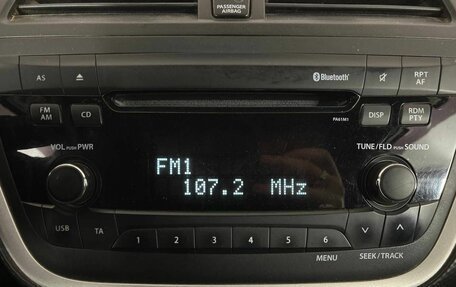 PASSENGER
AIRBAG
AS
Bluetooth
RPT
AF
FM
AM
CD
PA61M1
DISP
RDM
PTY
VOL PUSH PWR
TUNE/FLD PUSH SOUND
FM1
107.2 MHz
USB
TA
1 2 3 4 5 6
MENU
SEEK/TRACK